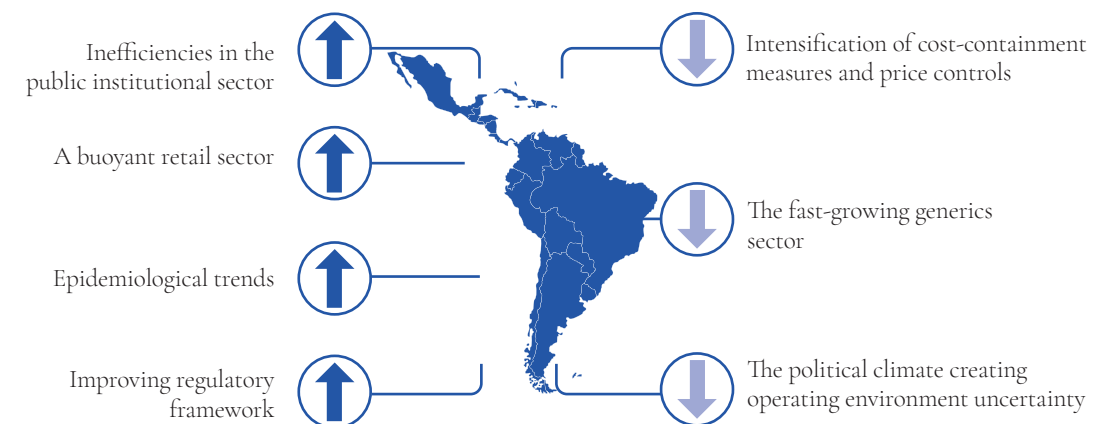 Inefficiencies in the
public institutional sector
A buoyant retail sector
Epidemiological trends
Improving regulatory
framework
Intensification of cost-containment
measures and price controls
The fast-growing generics
sector
The political climate creating
operating environment uncertainty